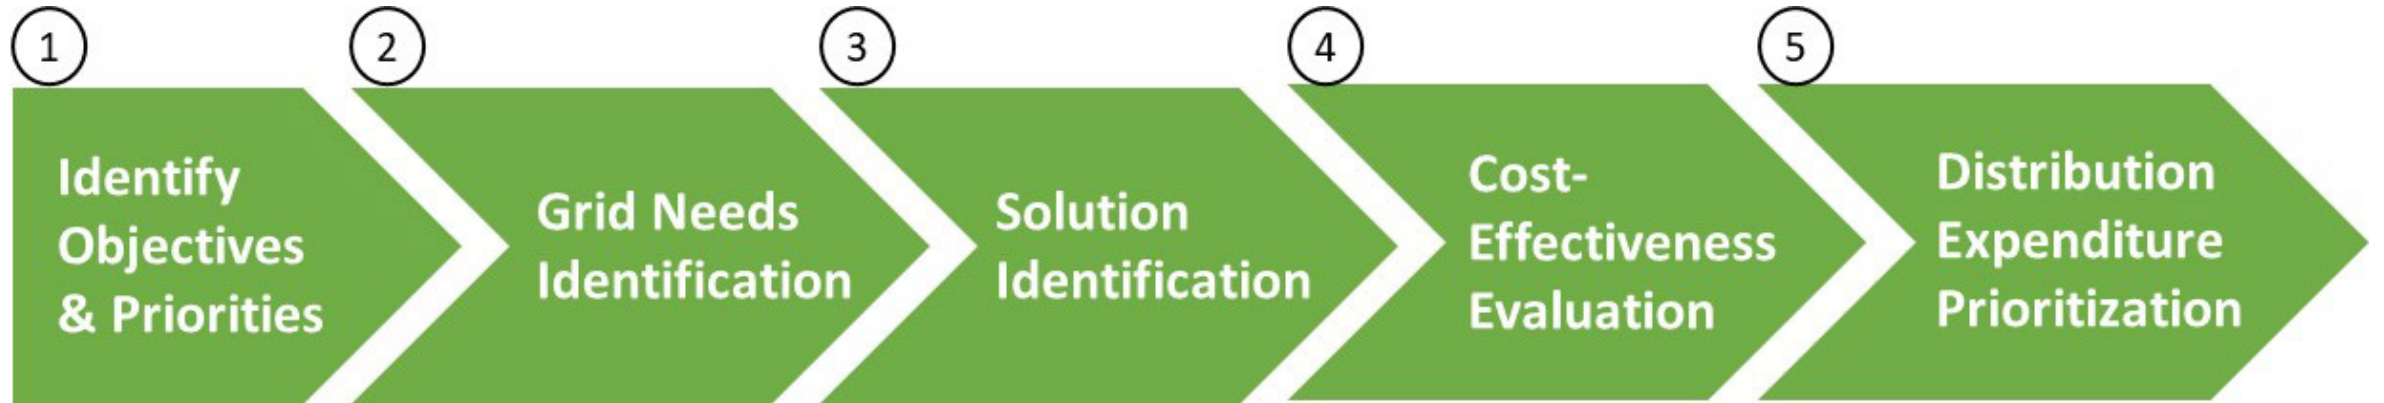 1
Identify
Objectives
& Priorities
2
Grid Needs
Identification
3
Solution
Identification
4
Cost-
Effectiveness
Evaluation
5
Distribution
Expenditure
Prioritization